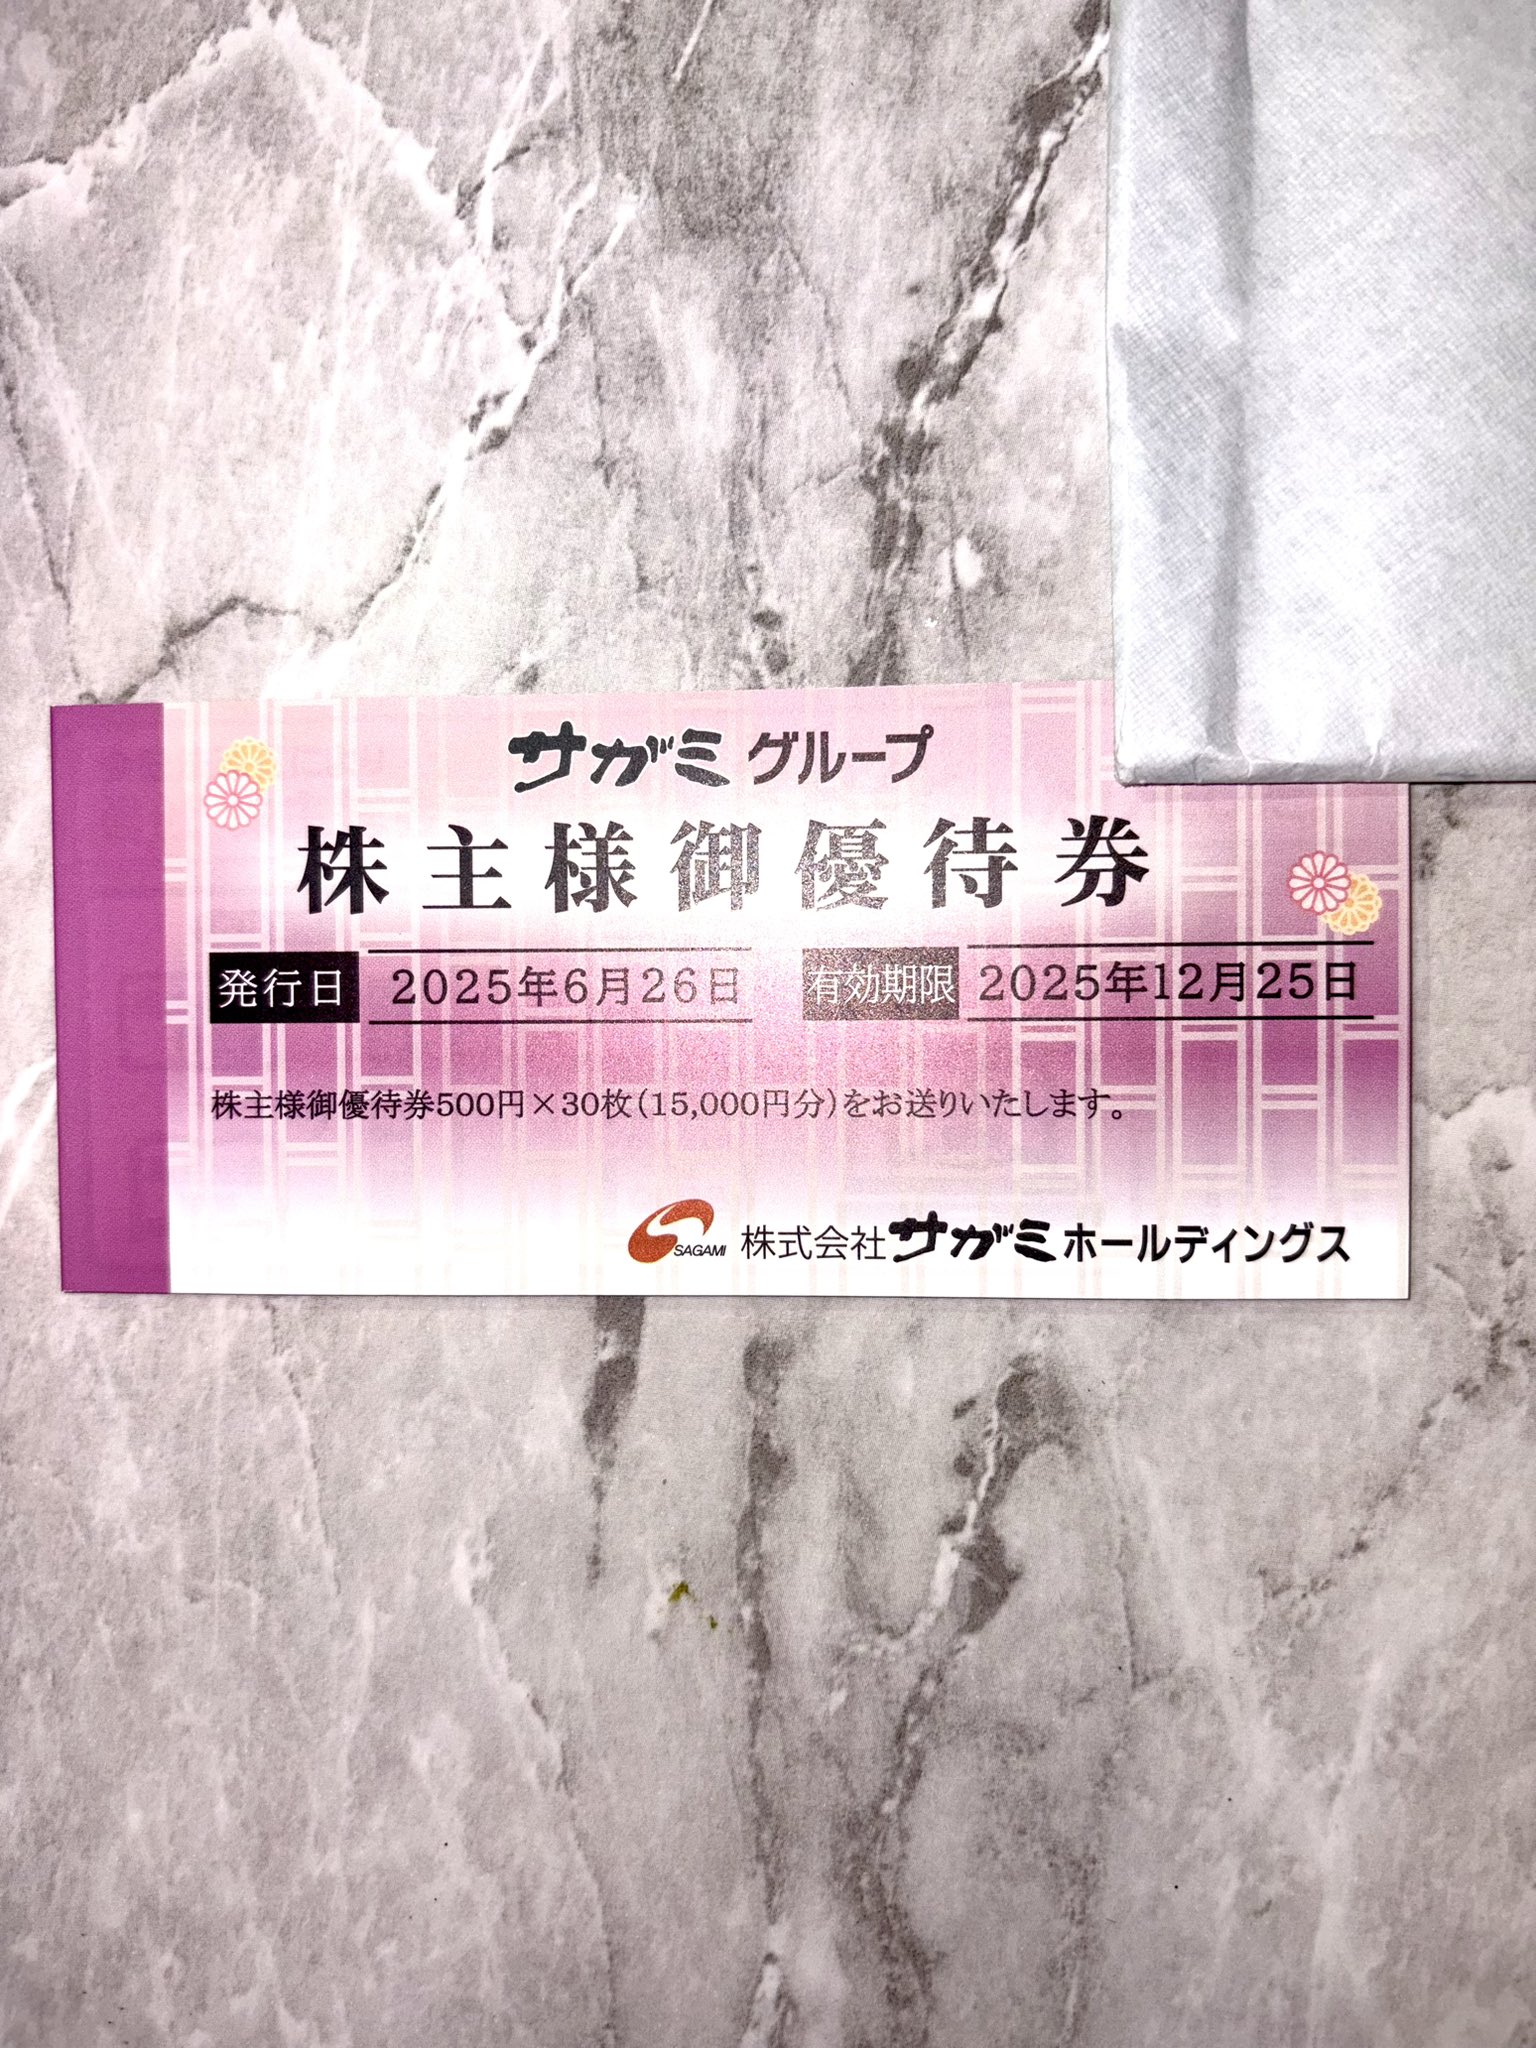 サガミグループ
株主様御優待券
発行日 2025年6月26日 有効期限 2025年12月25日
株主様御優待券500円×30枚(15,000円分)をお送りいたします。
SAGAMI 株式会社サガミホールディングス